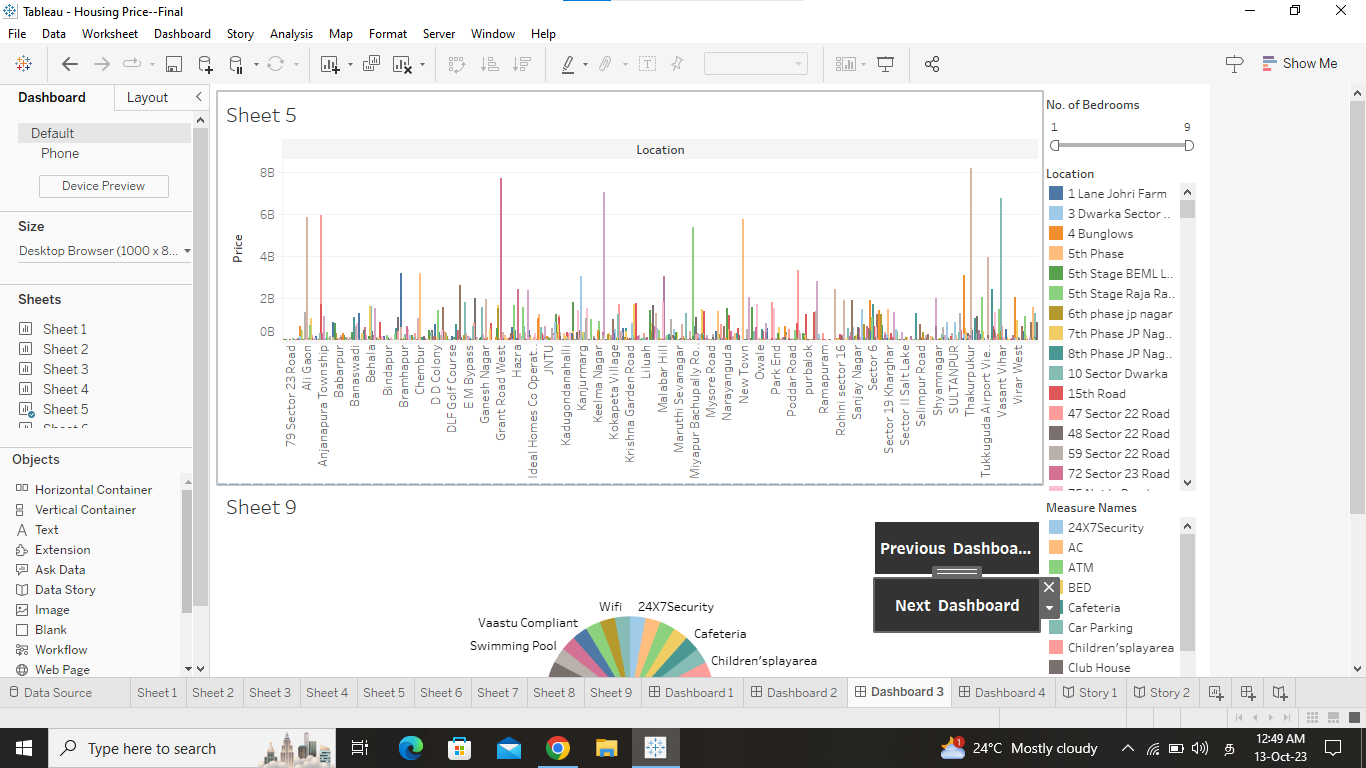 Tableau - Housing Price--Final
File Data Worksheet Dashboard Story Analysis Map Format Server Window Help
Show Me
Dashboard Layout
Default
Phone
Device Preview
Size
Desktop Browser (1000 x 8...
Sheets
Sheet 1
Sheet 2
Sheet 3
Sheet 4
Sheet 5
Objects
Horizontal Container
Vertical Container
Text
Extension
Ask Data
Data Story
Image
Blank
Workflow
Web Page
Sheet 5
Location
Price
8B
6B
4B
2B
0B
79 Sector 23 Road
Ali Gaon
Anjanapura Township
Babarpur
Banaswadi
Behala
Bindapur
Bramhapur
Chembur
D D Colony
DLF Golf Course
E M Bypass
Ganesh Nagar
Grant Road West
Hazra
Ideal Homes Co Operat..
JNTU
Kadugondanahalli
Kanjurmarg
Keelma Nagar
Kokapeta Village
Krishna Garden Road
Liluah
Malabar Hill
Maruthi Sevanagar
Miyapur Bachupally Ro..
Mysore Road
Narayanguda
New Town
Owale
Park End
Poddar Road
purbalok
Ramapuram
Rohini sector 16
Sanjay Nagar
Sector 6
Sector 19 Kharghar
Sector II Salt Lake
Selimpur Road
Shyamnagar
SULTANPUR
Thakurpukur
Tukkuguda Airport Vie..
Vasant Vihar
Virar West
Sheet 9
Wifi
24X7Security
Vaastu Compliant
Cafeteria
Swimming Pool
Children'splayarea
Previous Dashboa...
Next Dashboard
No. of Bedrooms
1 9
Location
1 Lane Johri Farm
3 Dwarka Sector ..
4 Bunglows
5th Phase
5th Stage BEML L..
5th Stage Raja Ra..
6th phase jp nagar
7th Phase JP Nag..
8th Phase JP Nag..
10 Sector Dwarka
15th Road
47 Sector 22 Road
48 Sector 22 Road
59 Sector 22 Road
72 Sector 23 Road
Measure Names
24X7Security
AC
ATM
BED
Cafeteria
Car Parking
Children'splayarea
Club House
Data Source Sheet 1 Sheet 2 Sheet 3 Sheet 4 Sheet 5 Sheet 6 Sheet 7 Sheet 8 Sheet 9 Dashboard 1 Dashboard 2 Dashboard 3 Dashboard 4 Story 1 Story 2
Type here to search
1
24°C Mostly cloudy
12:49 AM
13-Oct-23